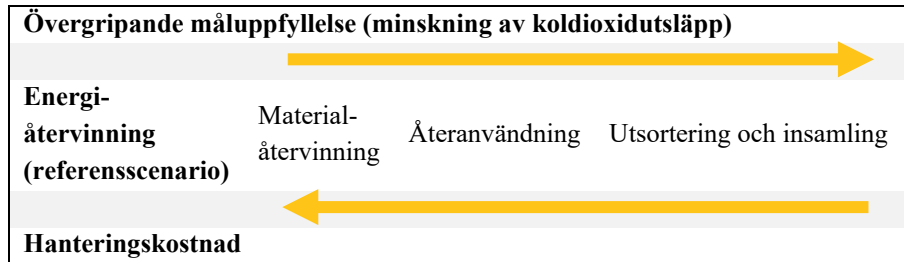 Övergripande måluppfyllelse (minskning av koldioxidutsläpp)
Energi-
återvinning
(referensscenario)
Material-
återvinning
Återanvändning
Utsortering och insamling
Hanteringskostnad